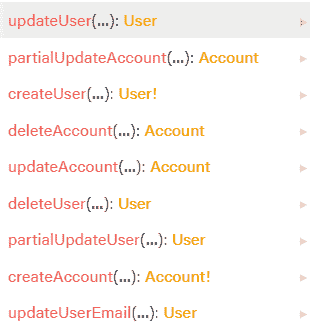 updateUser(...): User
partialUpdateAccount(...): Account
createUser(...): User!
deleteAccount(...): Account
updateAccount(...): Account
deleteUser(...): User
partialUpdateUser(...): User
createAccount(...): Account!
updateUserEmail(...): User